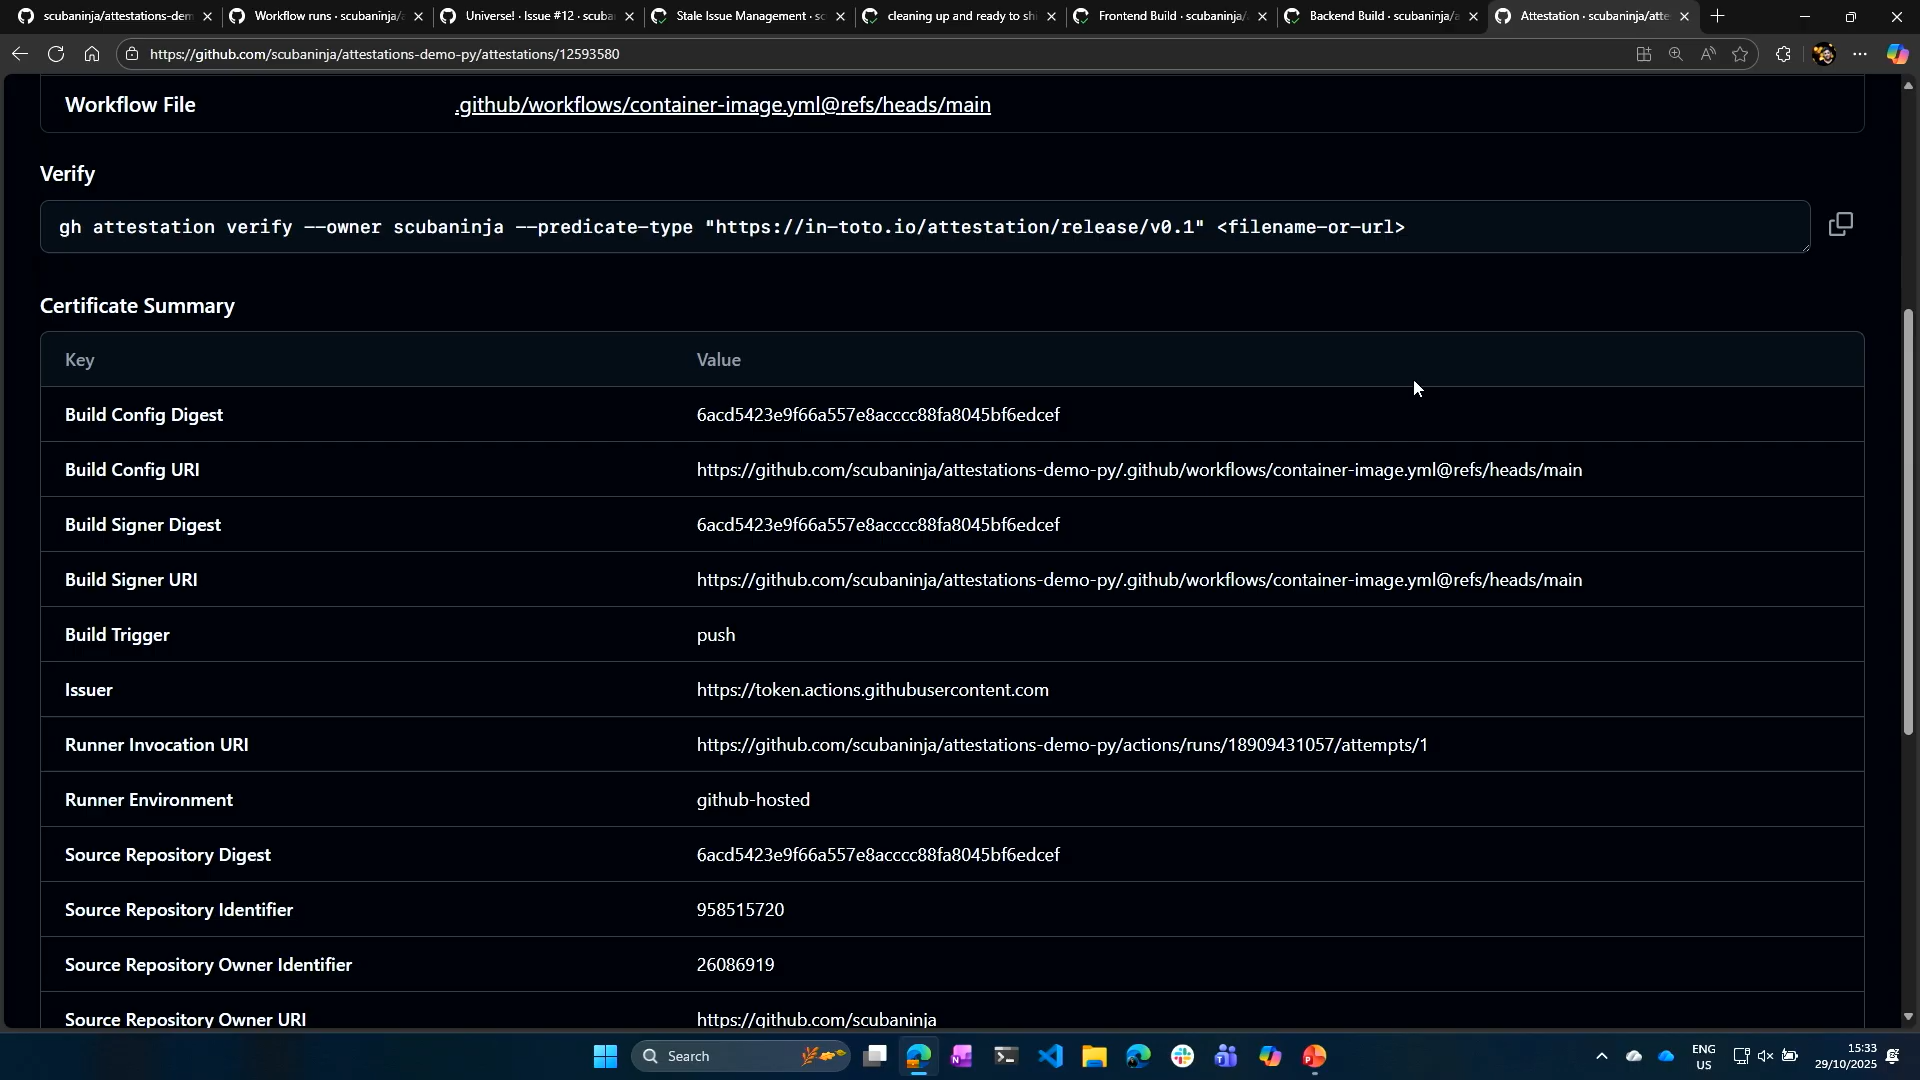 scubaninja/attestations-dem
Workflow runs · scubaninja/
Universe! · Issue #12 · scuba
Stale Issue Management · sc
cleaning up and ready to shi
Frontend Build · scubaninja/
Backend Build · scubaninja/
Attestation · scubaninja/atte
https://github.com/scubaninja/attestations-demo-py/attestations/12593580
Workflow File .github/workflows/container-image.yml@refs/heads/main
Verify
gh attestation verify --owner scubaninja --predicate-type "https://in-toto.io/attestation/release/v0.1" <filename-or-url>
Certificate Summary
Key Value
Build Config Digest 6acd5423e9f66a557e8acccc88fa8045bf6edcef
Build Config URI https://github.com/scubaninja/attestations-demo-py/.github/workflows/container-image.yml@refs/heads/main
Build Signer Digest 6acd5423e9f66a557e8acccc88fa8045bf6edcef
Build Signer URI https://github.com/scubaninja/attestations-demo-py/.github/workflows/container-image.yml@refs/heads/main
Build Trigger push
Issuer https://token.actions.githubusercontent.com
Runner Invocation URI https://github.com/scubaninja/attestations-demo-py/actions/runs/18909431057/attempts/1
Runner Environment github-hosted
Source Repository Digest 6acd5423e9f66a557e8acccc88fa8045bf6edcef
Source Repository Identifier 958515720
Source Repository Owner Identifier 26086919
Source Repository Owner URI https://github.com/scubaninja
Search
ENG
US
15:33
29/10/2025